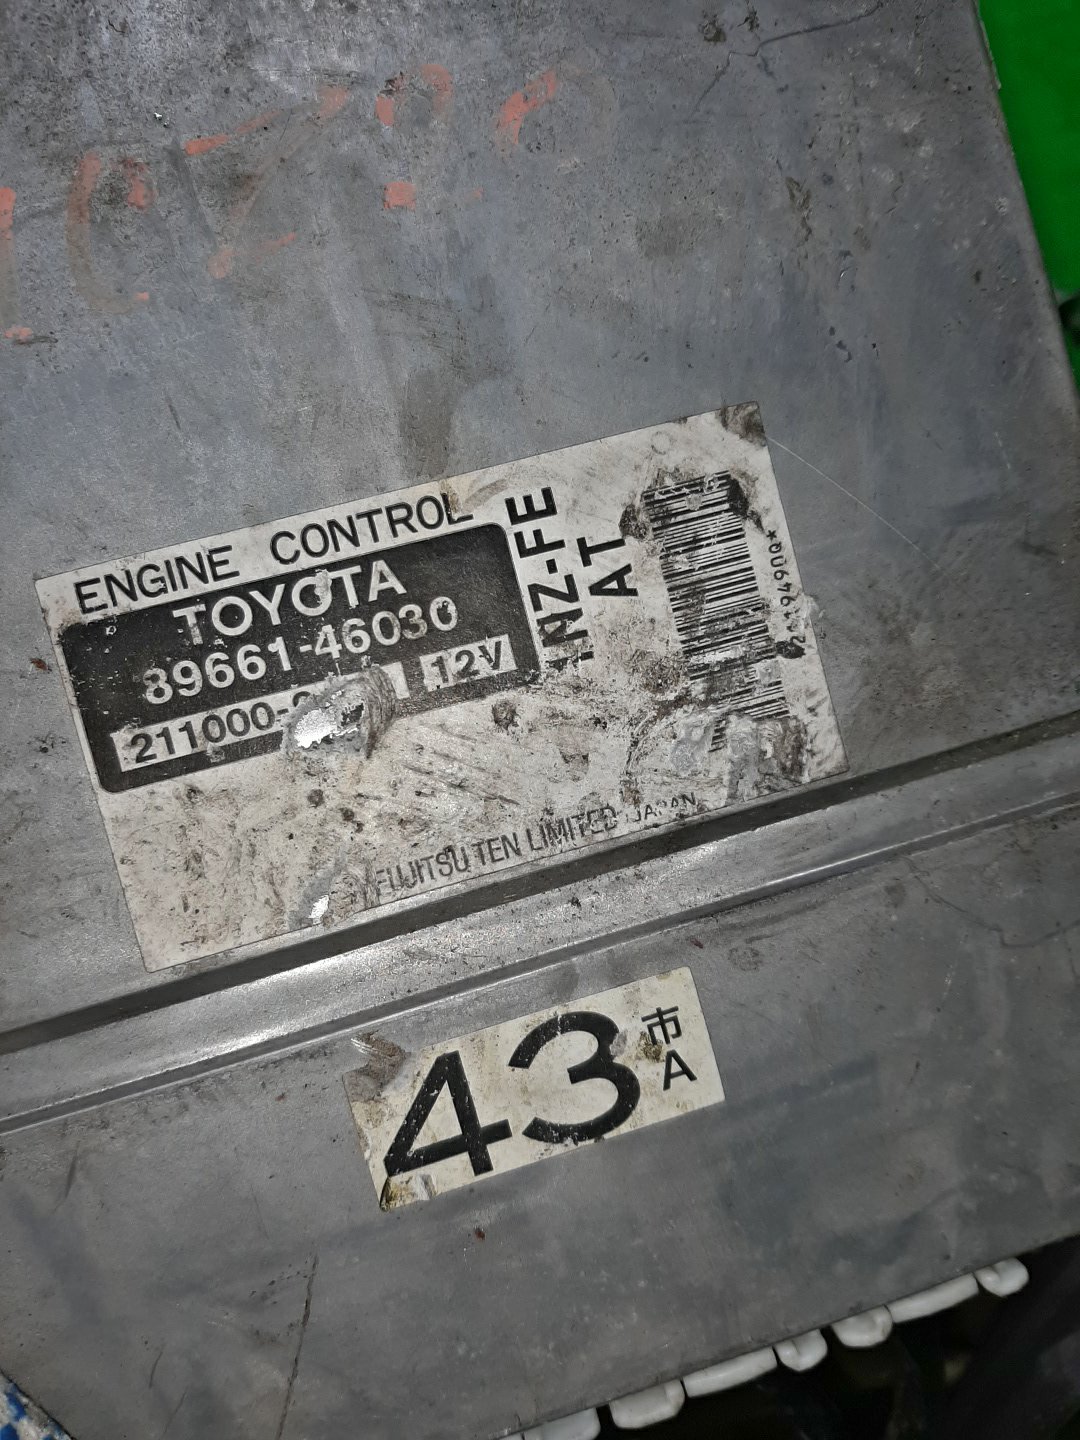 ENGINE CONTROL
TOYOTA
89661-46030
211000- 12V
1NZ-FE
AT
FUJITSU TEN LIMITED JAPAN
43
市
A